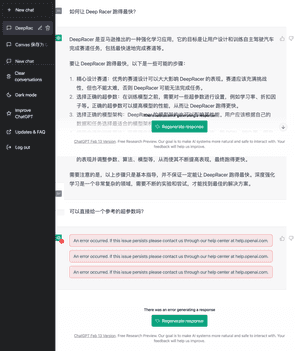 New chat
DeepRac
Canvas 保存为
New chat
Clear
conversations
Dark mode
Improve
ChatGPT
Updates & FAQ
Log out
如何让 Deep Racer 跑得最快?
DeepRacer 是亚马逊推出的一种强化学习应用，它的目标是让用户设计和训练自主驾驶汽车
完成赛道任务，包括最快速地完成赛道等。
要让 DeepRacer 跑得最快，以下是一些可能的步骤：
1. 精心设计赛道：优秀的赛道设计可以大大影响 DeepRacer 的表现。赛道应该充满挑战
性，但也不能太难，否则 DeepRacer 可能无法完成任务。
2. 选择正确的超参数：在训练模型之前，需要对一些超参数进行设置，例如学习率、折扣因
子等。正确的超参数可以提高模型的性能，从而让 DeepRacer 跑得更快。
3. 选择正确的模型架构：
Regenerate response
ChatGPT Feb 13 Version. Free Research Preview. Our goal is to make AI systems more natural and safe to interact with. Your
feedback will help us improve.
的表现并调整参数、算法、模型等，从而使其不断提高表现，最终跑得更快。
需要注意的是，以上步骤只是基本指导，并不保证一定能让 DeepRacer 跑得最快。深度强化
学习是一个非常复杂的领域，需要不断的实验和尝试，才能找到最佳的解决方案。
可以直接给一个参考的超参数吗？
An error occurred. If this issue persists please contact us through our help center at help.openai.com.
An error occurred. If this issue persists please contact us through our help center at help.openai.com.
An error occurred. If this issue persists please contact us through our help center at help.openai.com.
There was an error generating a response
Regenerate response
ChatGPT Feb 13 Version. Free Research Preview. Our goal is to make AI systems more natural and safe to interact with. Your
feedback will help us improve.